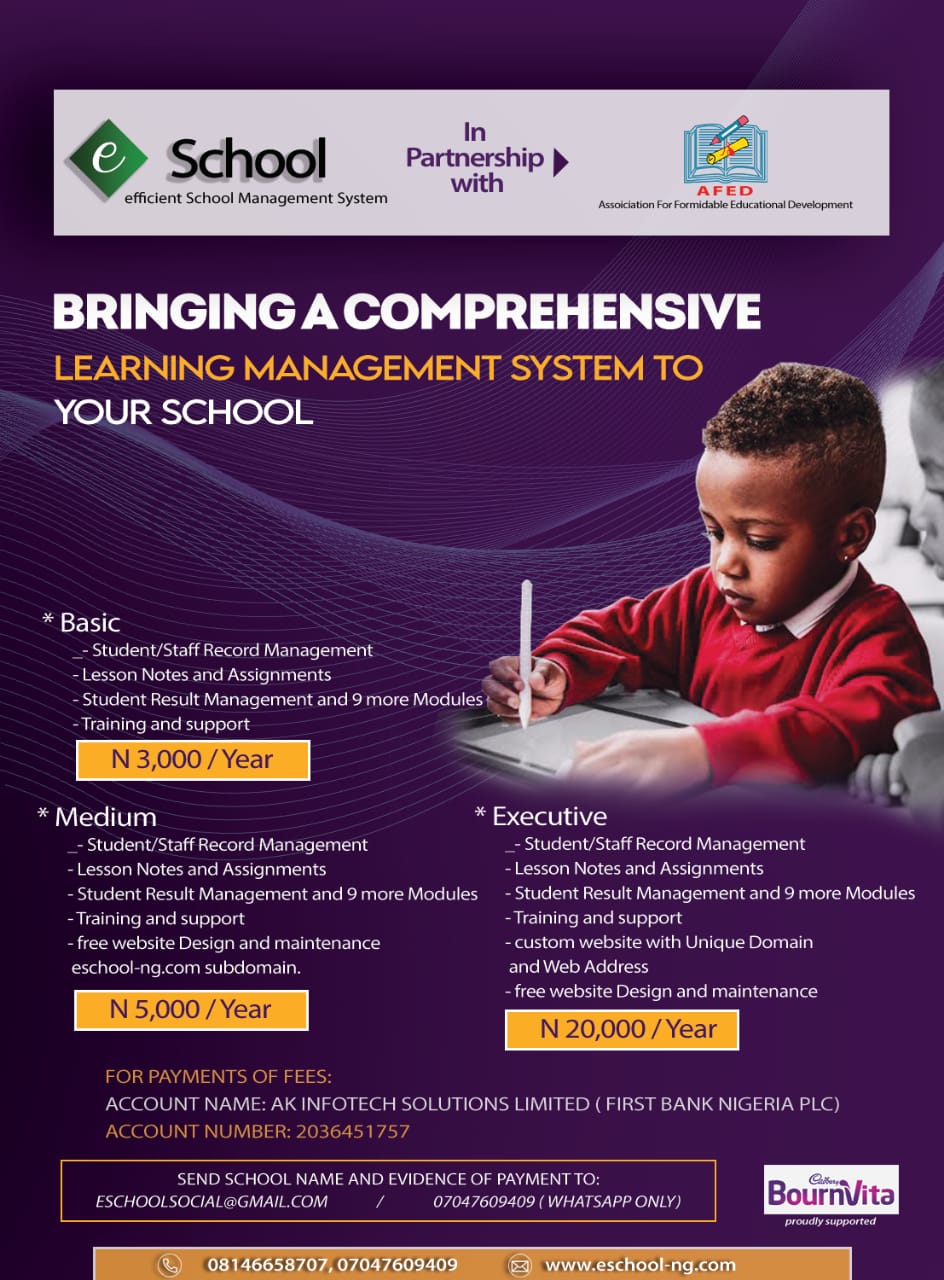 e School
efficient School Management System
In
Partnership
with
AFED
Assoiciation For Formidable Educational Development
BRINGING A COMPREHENSIVE
LEARNING MANAGEMENT SYSTEM TO
YOUR SCHOOL
* Basic
_- Student/Staff Record Management
- Lesson Notes and Assignments
- Student Result Management and 9 more Modules
- Training and support
N 3,000 / Year
* Medium
_- Student/Staff Record Management
- Lesson Notes and Assignments
- Student Result Management and 9 more Modules
- Training and support
- free website Design and maintenance
eschool-ng.com subdomain.
N 5,000 / Year
* Executive
_- Student/Staff Record Management
- Lesson Notes and Assignments
- Student Result Management and 9 more Modules
- Training and support
- custom website with Unique Domain
and Web Address
- free website Design and maintenance
N 20,000 / Year
FOR PAYMENTS OF FEES:
ACCOUNT NAME: AK INFOTECH SOLUTIONS LIMITED ( FIRST BANK NIGERIA PLC)
ACCOUNT NUMBER: 2036451757
SEND SCHOOL NAME AND EVIDENCE OF PAYMENT TO:
ESCHOOLSOCIAL@GMAIL.COM / 07047609409 ( WHATSAPP ONLY)
Cadbury
BournVita
proudly supported
08146658707, 07047609409 www.eschool-ng.com